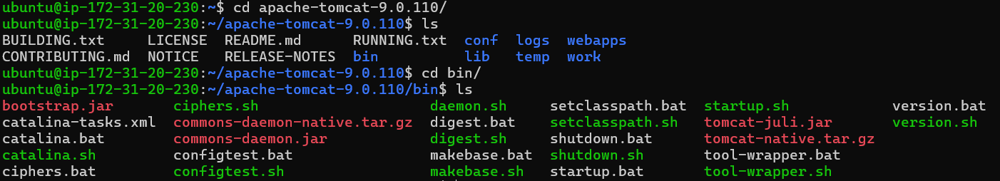 ubuntu@ip-172-31-20-230:~$ cd apache-tomcat-9.0.110/
ubuntu@ip-172-31-20-230:~/apache-tomcat-9.0.110$ ls
BUILDING.txt     LICENSE  README.md      RUNNING.txt  conf  logs  webapps
CONTRIBUTING.md  NOTICE   RELEASE-NOTES  bin          lib   temp  work
ubuntu@ip-172-31-20-230:~/apache-tomcat-9.0.110$ cd bin/
ubuntu@ip-172-31-20-230:~/apache-tomcat-9.0.110/bin$ ls
bootstrap.jar       ciphers.sh                    daemon.sh     setclasspath.bat  startup.sh            version.bat
catalina-tasks.xml  commons-daemon-native.tar.gz  digest.bat    setclasspath.sh   tomcat-juli.jar       version.sh
catalina.bat        commons-daemon.jar            digest.sh     shutdown.bat      tomcat-native.tar.gz
catalina.sh         configtest.bat                makebase.bat  shutdown.sh       tool-wrapper.bat
ciphers.bat         configtest.sh                 makebase.sh   startup.bat       tool-wrapper.sh